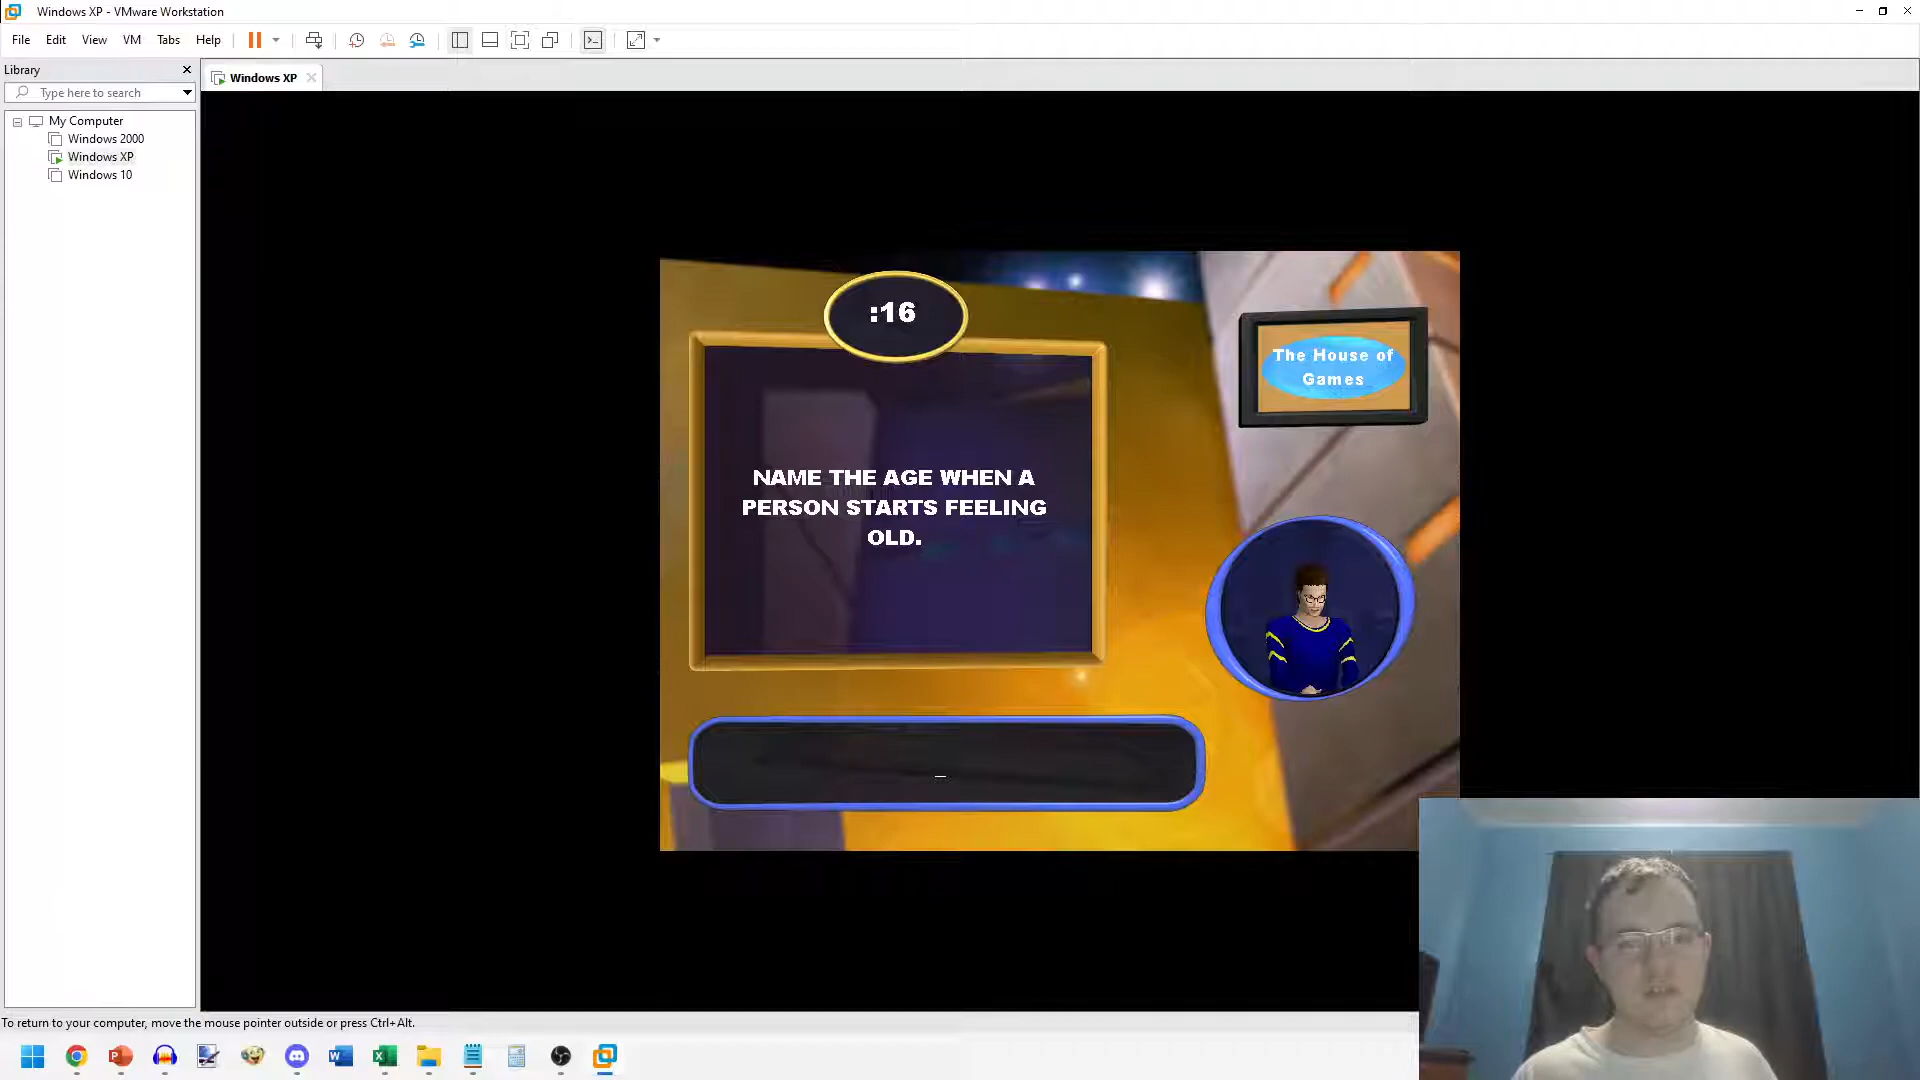 Windows XP - VMware Workstation
File Edit View VM Tabs Help
Library
Windows XP
Type here to search
My Computer
Windows 2000
Windows XP
Windows 10
:16
The House of
Games
NAME THE AGE WHEN A
PERSON STARTS FEELING
OLD.
_
To return to your computer, move the mouse pointer outside or press Ctrl+Alt.